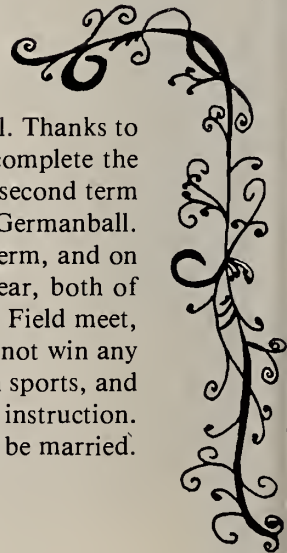 l. Thanks to
complete the
second term
Germanball.
erm, and on
ear, both of
Field meet,
not win any
sports, and
instruction.
be married.